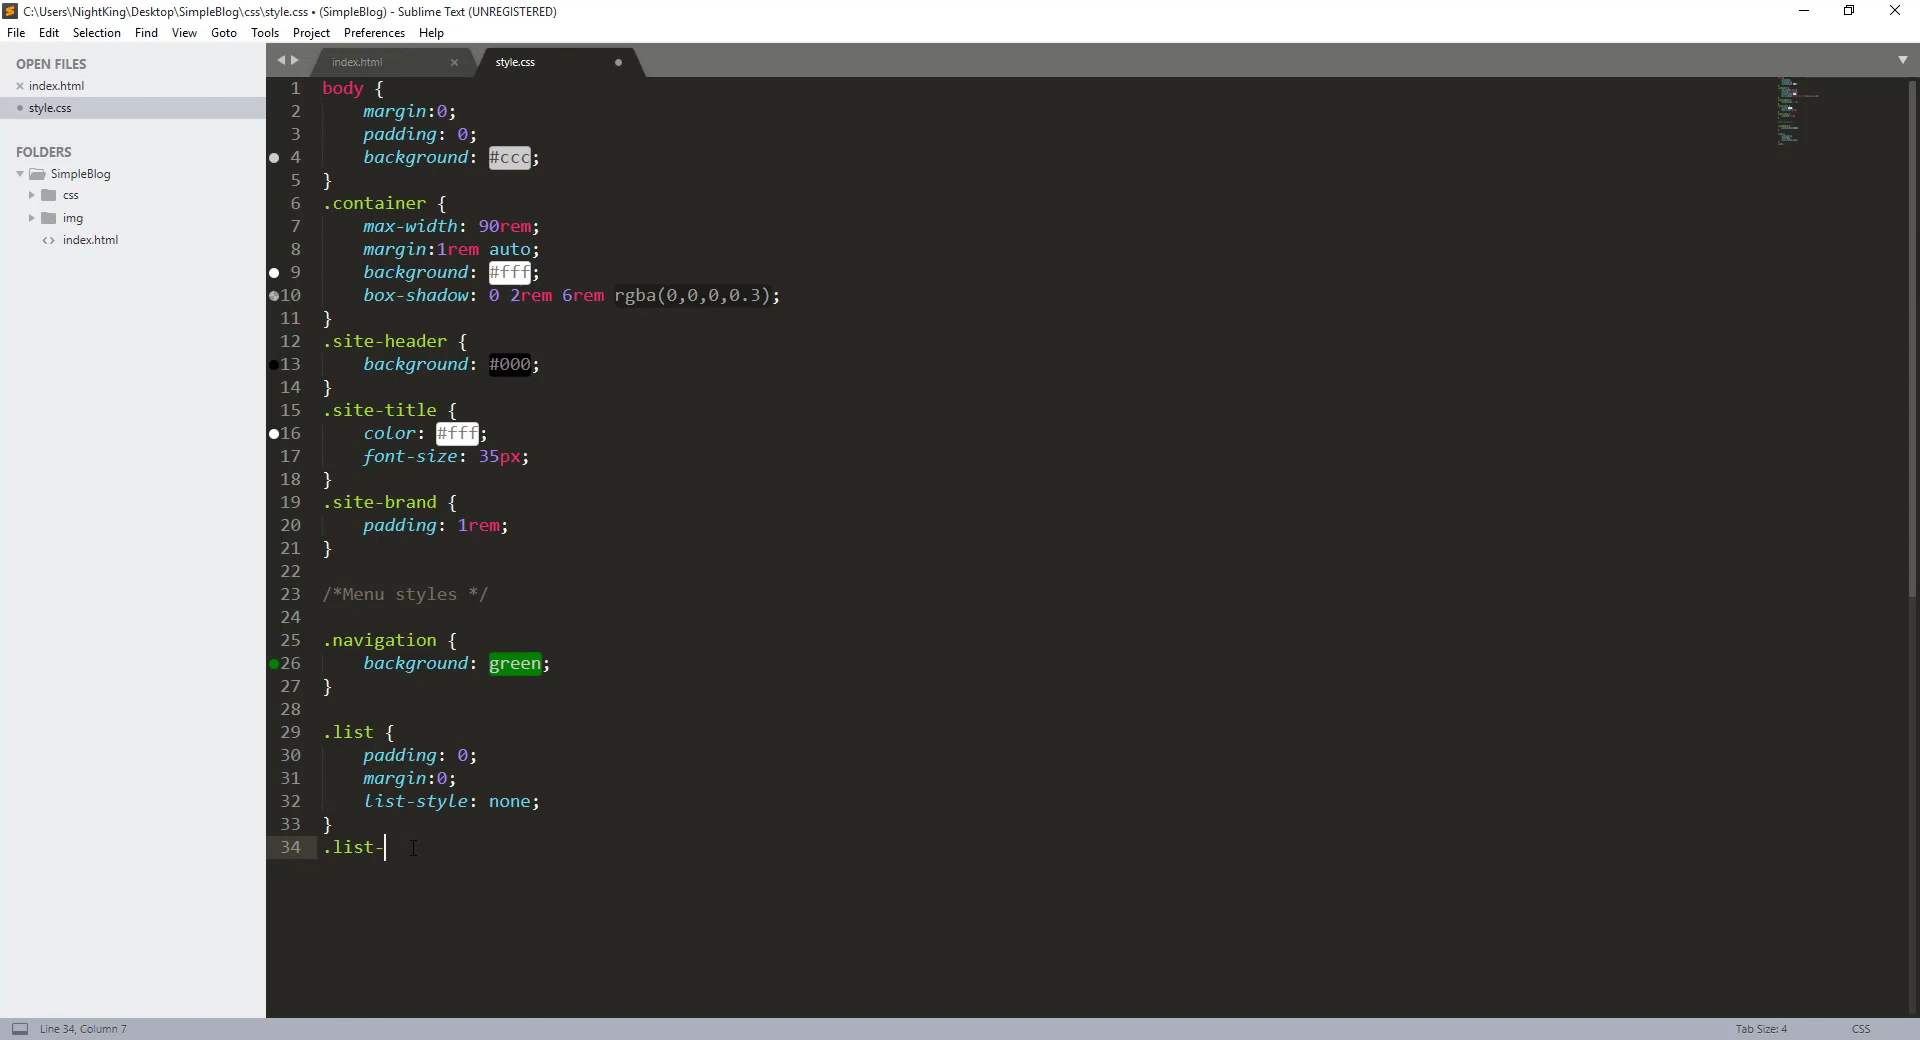 C:\Users\NightKing\Desktop\SimpleBlog\css\style.css • (SimpleBlog) - Sublime Text (UNREGISTERED)
File Edit Selection Find View Goto Tools Project Preferences Help
OPEN FILES
index.html
style.css
FOLDERS
SimpleBlog
css
img
index.html
index.html style.css
1 body {
2 margin:0;
3 padding: 0;
4 background: #ccc;
5 }
6 .container {
7 max-width: 90rem;
8 margin:1rem auto;
9 background: #fff;
10 box-shadow: 0 2rem 6rem rgba(0,0,0,0.3);
11 }
12 .site-header {
13 background: #000;
14 }
15 .site-title {
16 color: #fff;
17 font-size: 35px;
18 }
19 .site-brand {
20 padding: 1rem;
21 }
22
23 /*Menu styles */
24
25 .navigation {
26 background: green;
27 }
28
29 .list {
30 padding: 0;
31 margin:0;
32 list-style: none;
33 }
34 .list-
Line 34, Column 7 Tab Size: 4 CSS